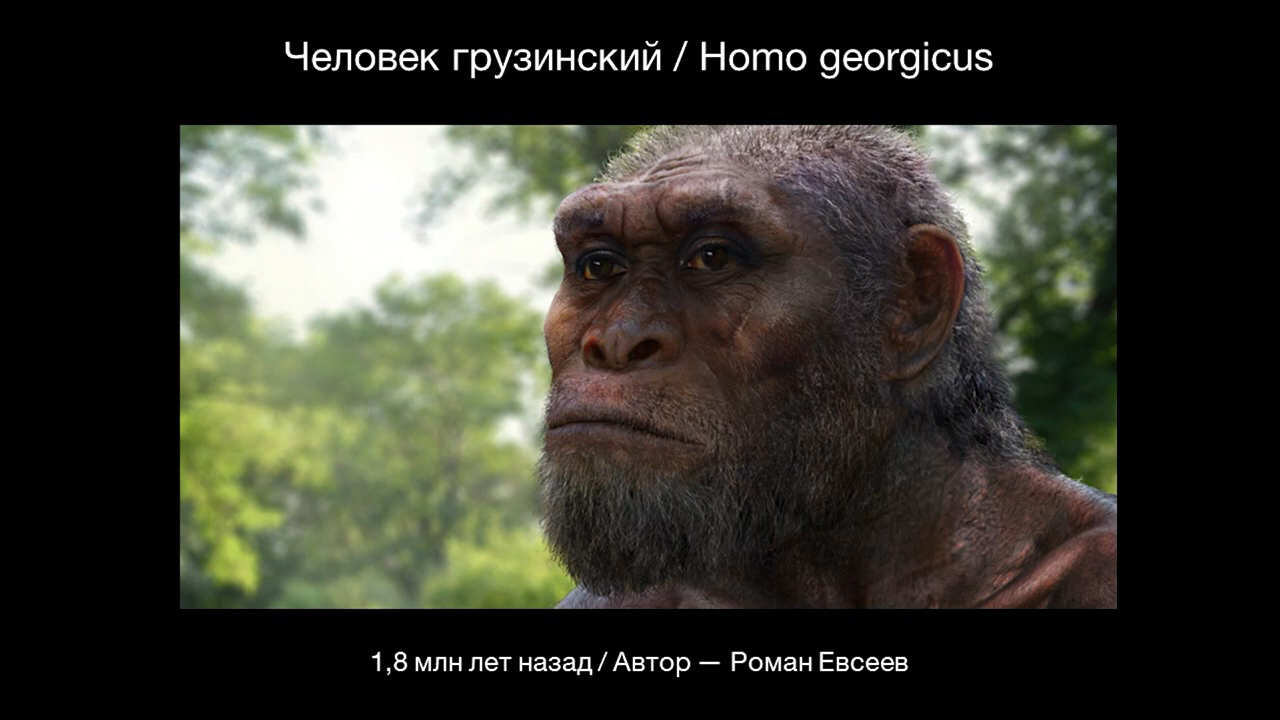 Человек грузинский / Homo georgicus
1,8 млн лет назад / Автор — Роман Евсеев